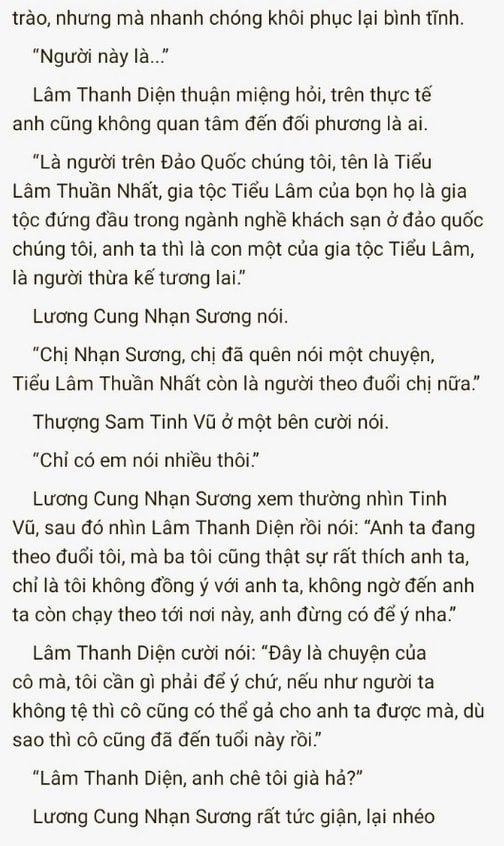 trào, nhưng mà nhanh chóng khôi phục lại bình tĩnh.
“Người này là...”
Lâm Thanh Diện thuận miệng hỏi, trên thực tế
anh cũng không quan tâm đến đối phương là ai.
“Là người trên Đảo Quốc chúng tôi, tên là Tiểu
Lâm Thuần Nhất, gia tộc Tiểu Lâm của bọn họ là gia
tộc đứng đầu trong ngành nghề khách sạn ở đảo quốc
chúng tôi, anh ta thì là con một của gia tộc Tiểu Lâm,
là người thừa kế tương lai.”
Lương Cung Nhạn Sương nói.
“Chị Nhạn Sương, chị đã quên nói một chuyện,
Tiểu Lâm Thuần Nhất còn là người theo đuổi chị nữa.”
Thượng Sam Tinh Vũ ở một bên cười nói.
“Chỉ có em nói nhiều thôi.”
Lương Cung Nhạn Sương xem thường nhìn Tinh
Vũ, sau đó nhìn Lâm Thanh Diện rồi nói: “Anh ta đang
theo đuổi tôi, mà ba tôi cũng thật sự rất thích anh ta,
chỉ là tôi không đồng ý với anh ta, không ngờ đến anh
ta còn chạy theo tới nơi này, anh đừng có để ý nha.”
Lâm Thanh Diện cười nói: “Đây là chuyện của
cô mà, tôi cần gì phải để ý chứ, nếu như người ta
không tệ thì cô cũng có thể gả cho anh ta được mà, dù
sao thì cô cũng đã đến tuổi này rồi.”
“Lâm Thanh Diện, anh chê tôi già hả?”
Lương Cung Nhạn Sương rất tức giận, lại nhéo